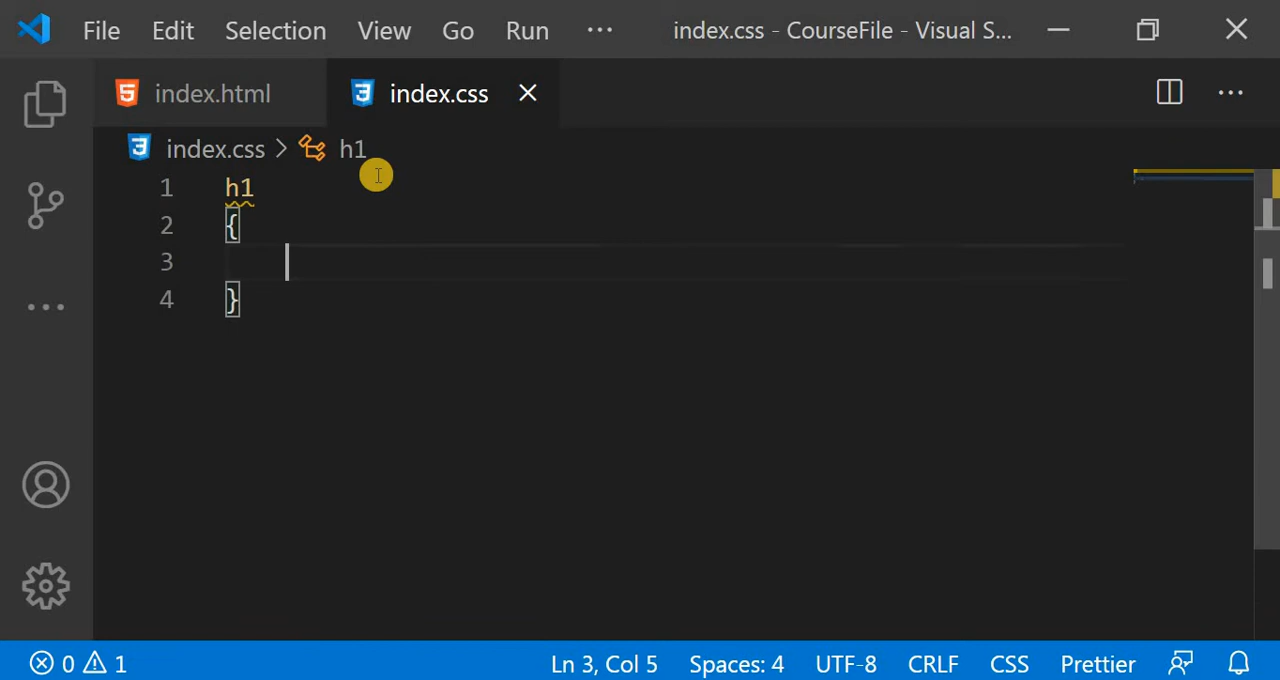 File Edit Selection View Go Run ··· index.css - CourseFile - Visual S...
index.html index.css
index.css > h1
1 h1
2 {
3
4 }
0 1 Ln 3, Col 5 Spaces: 4 UTF-8 CRLF CSS Prettier